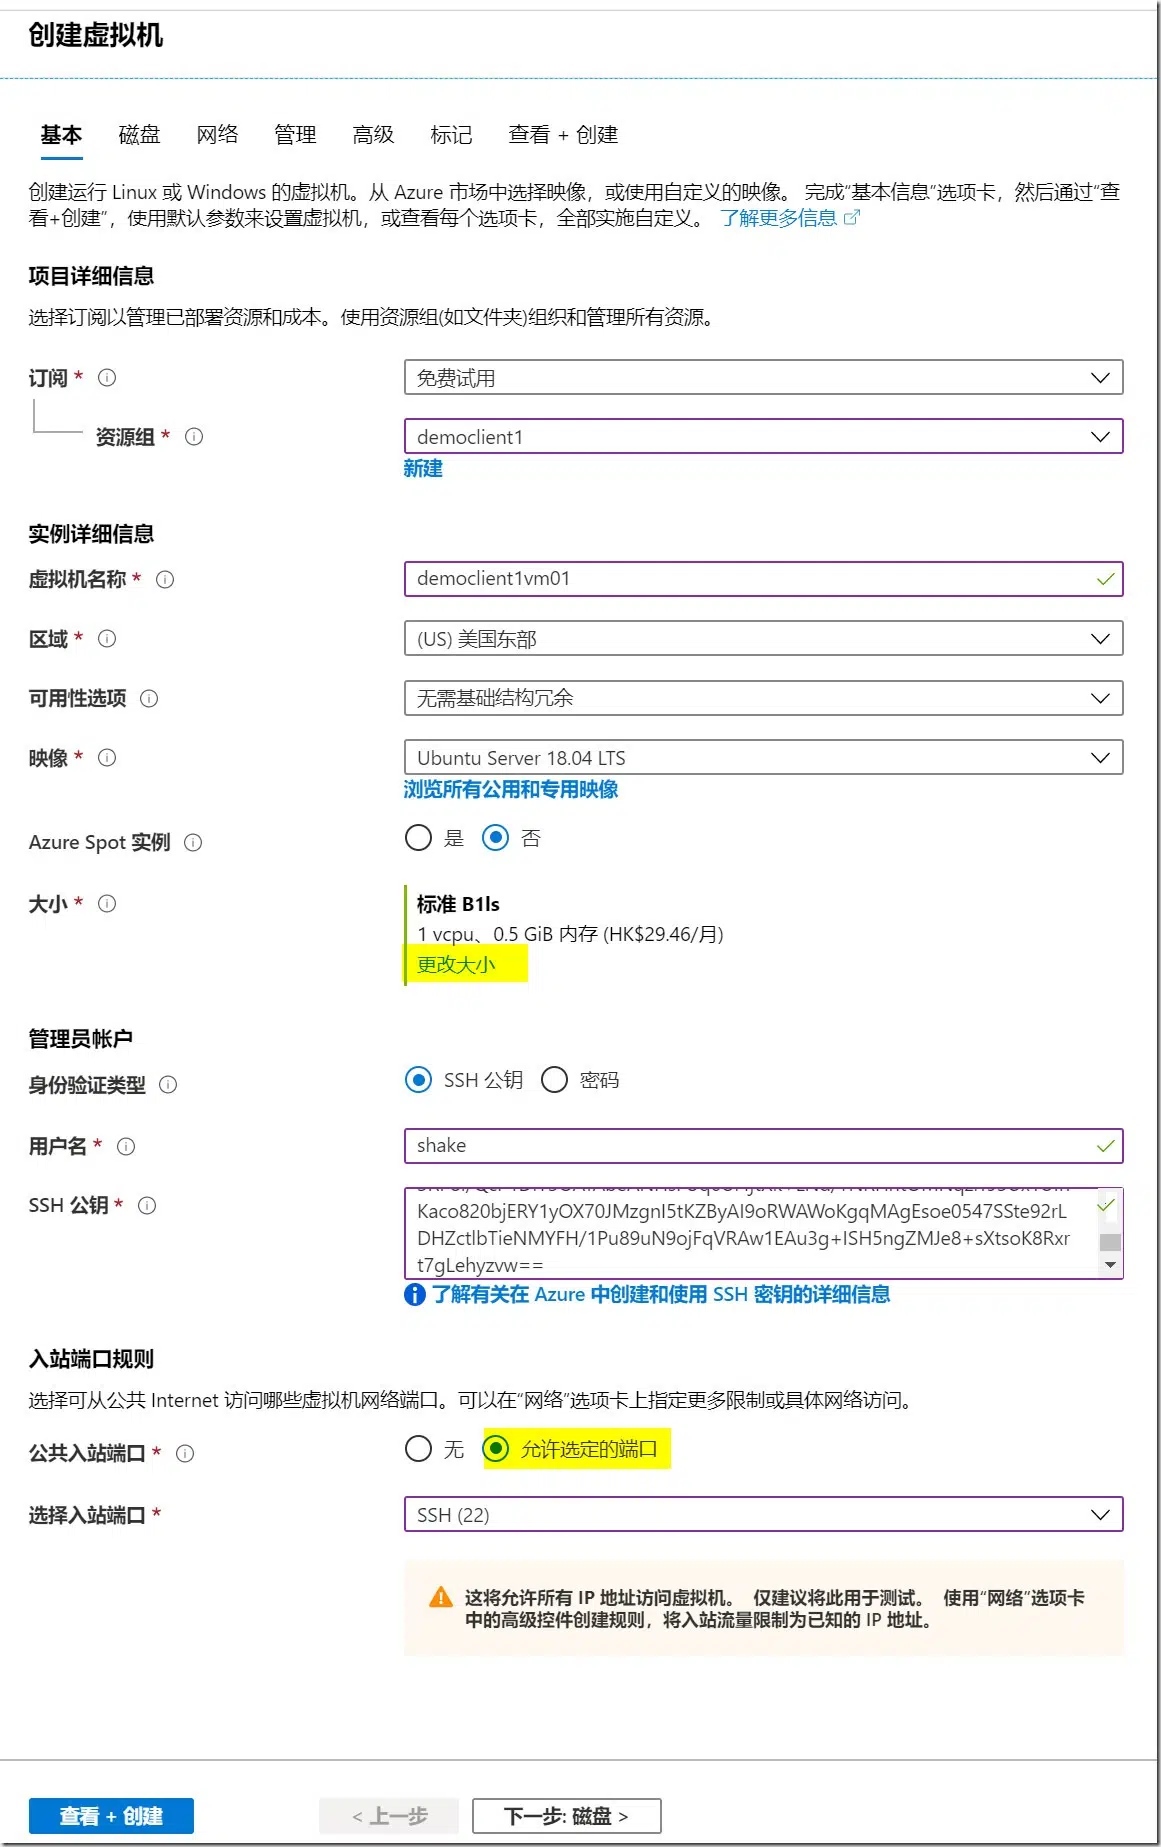 创建虚拟机
基本 磁盘 网络 管理 高级 标记 查看 + 创建
创建运行 Linux 或 Windows 的虚拟机。从 Azure 市场中选择映像，或使用自定义的映像。 完成“基本信息”选项卡，然后通过“查
看+创建”，使用默认参数来设置虚拟机，或查看每个选项卡，全部实施自定义。 了解更多信息
项目详细信息
选择订阅以管理已部署资源和成本。使用资源组(如文件夹)组织和管理所有资源。
订阅 * 免费试用
资源组 * democlient1
新建
实例详细信息
虚拟机名称 * democlient1vm01
区域 * (US) 美国东部
可用性选项 无需基础结构冗余
映像 * Ubuntu Server 18.04 LTS
浏览所有公用和专用映像
Azure Spot 实例 是 否
大小 * 标准 B1ls
1 vcpu、0.5 GiB 内存 (HK$29.46/月)
更改大小
管理员帐户
身份验证类型 SSH 公钥 密码
用户名 * shake
SSH 公钥 *
Kaco820bjERY1yOX70JMzgnI5tKZByAI9oRWAWoKgqMAgEsoe0547SSte92rL
DHZctlbTieNMYFH/1Pu89uN9ojFqVRAw1EAu3g+ISH5ngZMJe8+sXtsoK8Rxr
t7gLehyzvw==
了解有关在 Azure 中创建和使用 SSH 密钥的详细信息
入站端口规则
选择可从公共 Internet 访问哪些虚拟机网络端口。可以在“网络”选项卡上指定更多限制或具体网络访问。
公共入站端口 * 无 允许选定的端口
选择入站端口 * SSH (22)
这将允许所有 IP 地址访问虚拟机。 仅建议将此用于测试。 使用“网络”选项卡
中的高级控件创建规则，将入站流量限制为已知的 IP 地址。
查看 + 创建 < 上一步 下一步: 磁盘 >